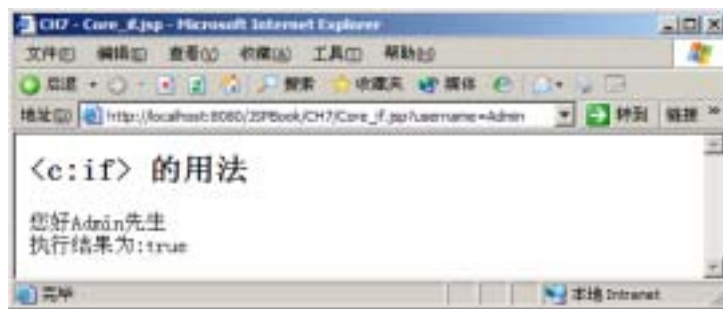 CH7 - Core_if.jsp - Microsoft Internet Explorer
文件(F) 编辑(E) 查看(V) 收藏(A) 工具(T) 帮助(H)
后退 搜索 收藏夹 媒体
地址(D) http://localhost:8080/JSPBook/CH7/Core_if.jsp?username=Admin 转到 链接 »
<c:if> 的用法
您好Admin先生
执行结果为:true
完毕 本地 Intranet